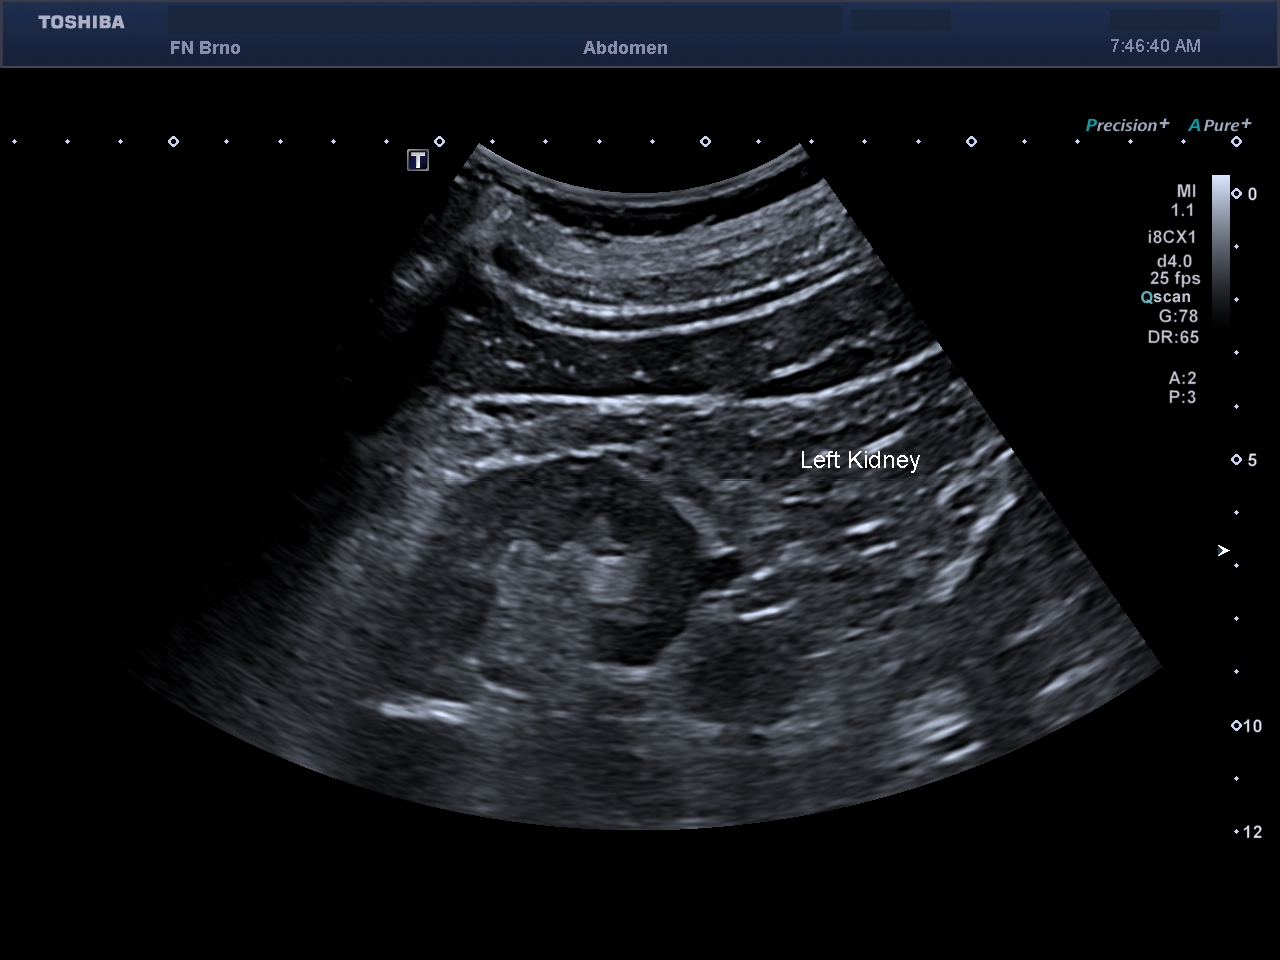 TOSHIBA
FN Brno
Abdomen
7:46:40 AM
Precision+ APure+
T
MI
1.1
i8CX1
d4.0
25 fps
Qscan
G:78
DR:65
A:2
P:3
0
Left Kidney
5
10
12